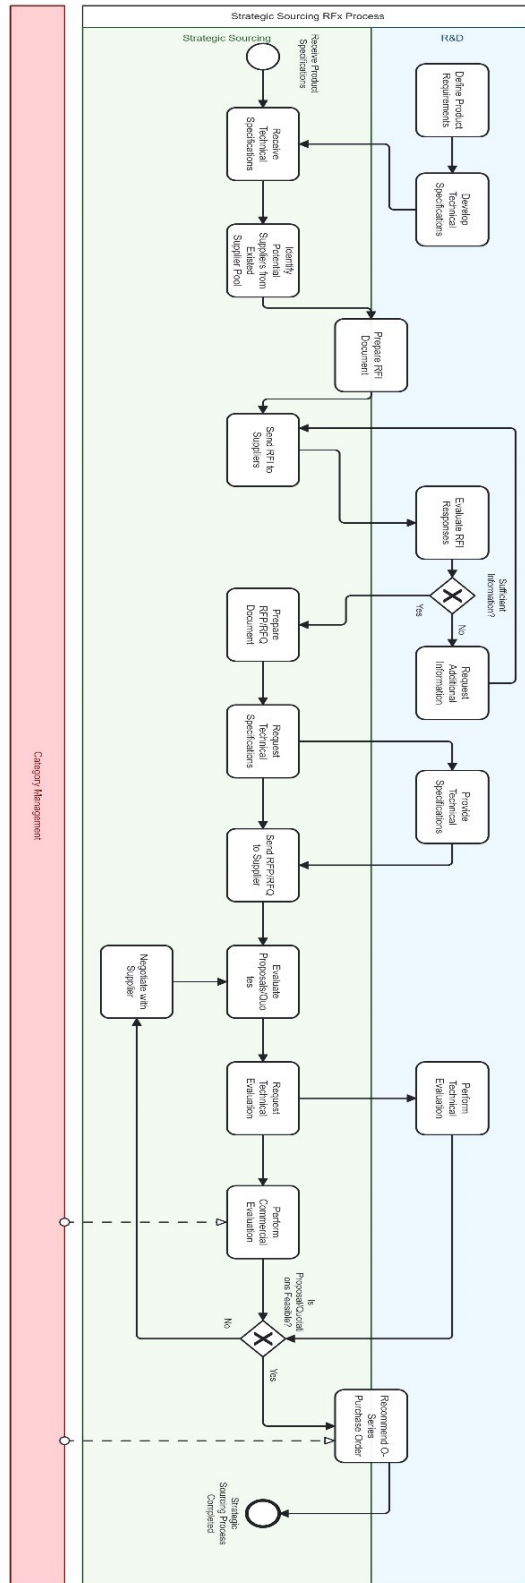 Strategic Sourcing RFx Process
R&D
Strategic Sourcing
Define Product
Requirements
Develop
Technical
Specifications
Receive Product
Specifications
Receive
Technical
Specifications
Identify
Potential
Suppliers from
Existed
Supplier Pool
Prepare RFI
Document
Send RFI to
Suppliers
Evaluate RFI
Responses
Sufficient
Information?
Yes
No
Request
Additional
Information
Prepare
RFP/RFQ
Document
Request
Technical
Specifications
Provide
Technical
Specifications
Send RFP/RFQ
to Supplier
Evaluate
Proposals/Quo
tes
Negotiate with
Supplier
Request
Technical
Evaluation
Perform
Technical
Evaluation
Perform
Commercial
Evaluation
Is
Proposal/Quotati
ons Feasible?
No
Yes
Recommend O-
Series
Purchase Order
Strategic
Sourcing Process
Completed
Category Management